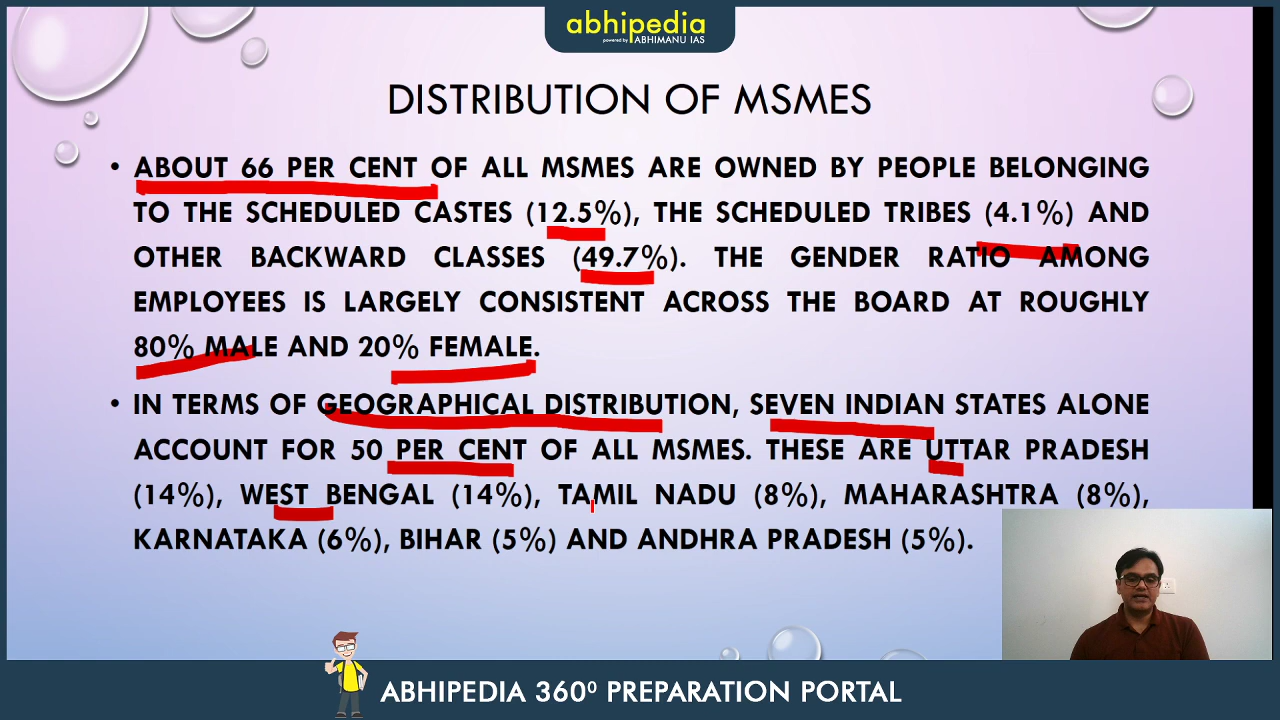 abhipedia
powered by ABHIMANU IAS
DISTRIBUTION OF MSMES
• ABOUT 66 PER CENT OF ALL MSMES ARE OWNED BY PEOPLE BELONGING
TO THE SCHEDULED CASTES (12.5%), THE SCHEDULED TRIBES (4.1%) AND
OTHER BACKWARD CLASSES (49.7%). THE GENDER RATIO AMONG
EMPLOYEES IS LARGELY CONSISTENT ACROSS THE BOARD AT ROUGHLY
80% MALE AND 20% FEMALE.
• IN TERMS OF GEOGRAPHICAL DISTRIBUTION, SEVEN INDIAN STATES ALONE
ACCOUNT FOR 50 PER CENT OF ALL MSMES. THESE ARE UTTAR PRADESH
(14%), WEST BENGAL (14%), TAMIL NADU (8%), MAHARASHTRA (8%),
KARNATAKA (6%), BIHAR (5%) AND ANDHRA PRADESH (5%).
ABHIPEDIA 360⁰ PREPARATION PORTAL